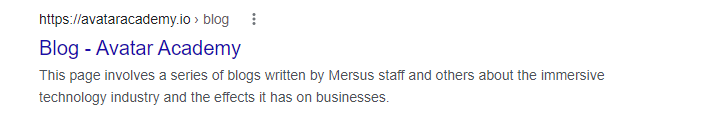 https://avataracademy.io › blog
Blog - Avatar Academy
This page involves a series of blogs written by Mersus staff and others about the immersive
technology industry and the effects it has on businesses.